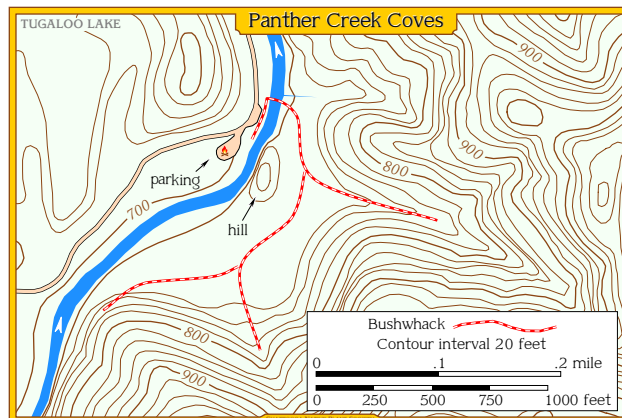 Panther Creek Coves
TUGALOO LAKE
900
900
800
parking
700
hill
800
900
Bushwhack
Contour interval 20 feet
0 .1 .2 mile
0 250 500 750 1000 feet